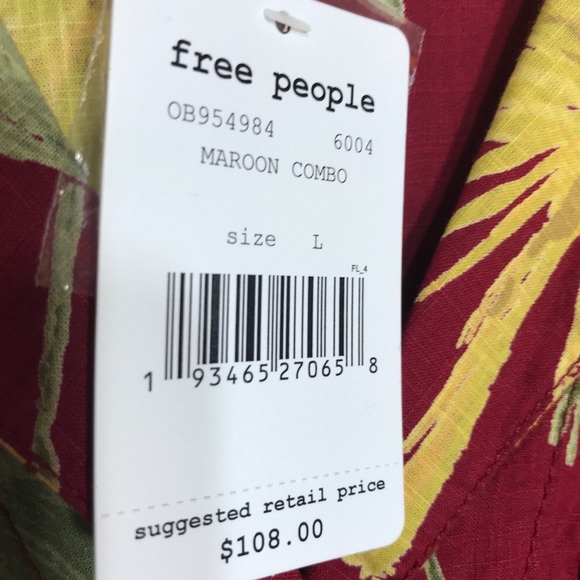 free people
OB954984 6004
MAROON COMBO
size L
FL_4
1 93465 27065 8
suggested retail price
$108.00